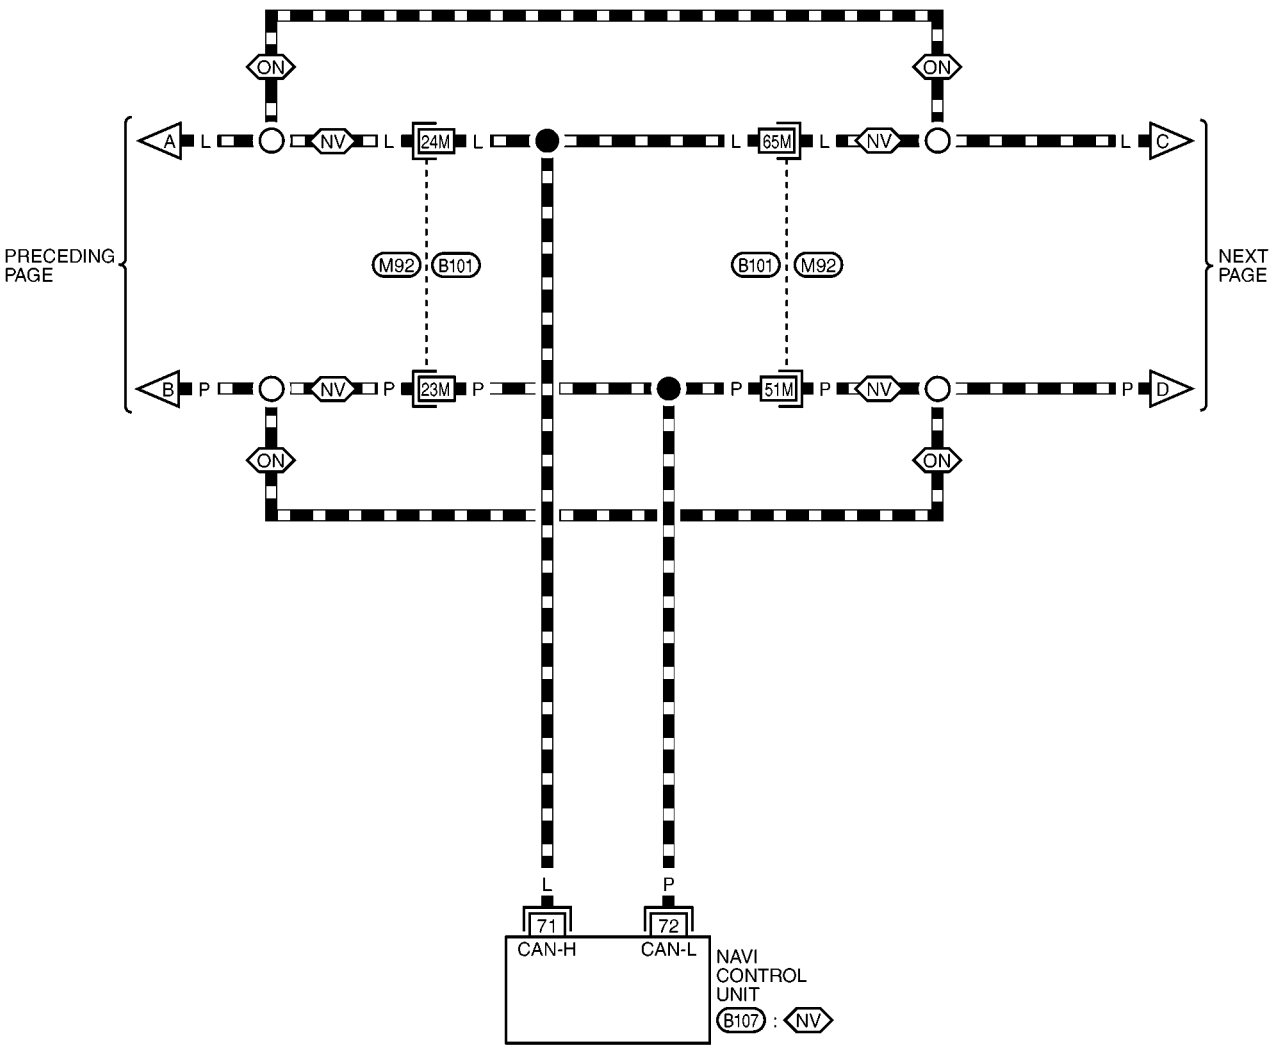 ON ON
A L NV L 24M L L 65M L NV L C
PRECEDING
PAGE
M92 B101 B101 M92
NEXT
PAGE
B P NV P 23M P P 51M P NV P D
ON ON
L P
71 72
CAN-H CAN-L
NAVI
CONTROL
UNIT
B107 : NV